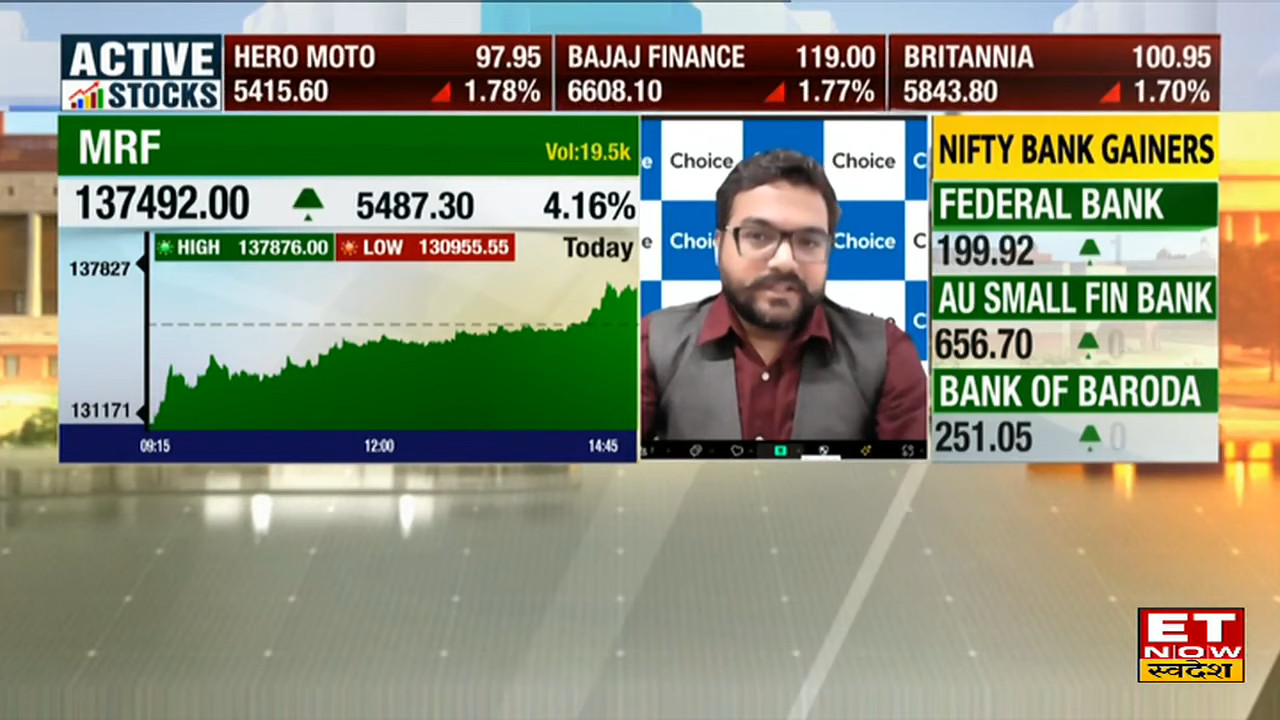 ACTIVE
STOCKS
HERO MOTO 97.95
5415.60 1.78%
BAJAJ FINANCE 119.00
6608.10 1.77%
BRITANNIA 100.95
5843.80 1.70%
MRF
Vol:19.5k
137492.00 5487.30 4.16%
HIGH 137876.00 LOW 130955.55 Today
137827
131171
09:15 12:00 14:45
Choice Choice
Choice
NIFTY BANK GAINERS
FEDERAL BANK
199.92
AU SMALL FIN BANK
656.70
BANK OF BARODA
251.05
ET
NOW
स्वदेश